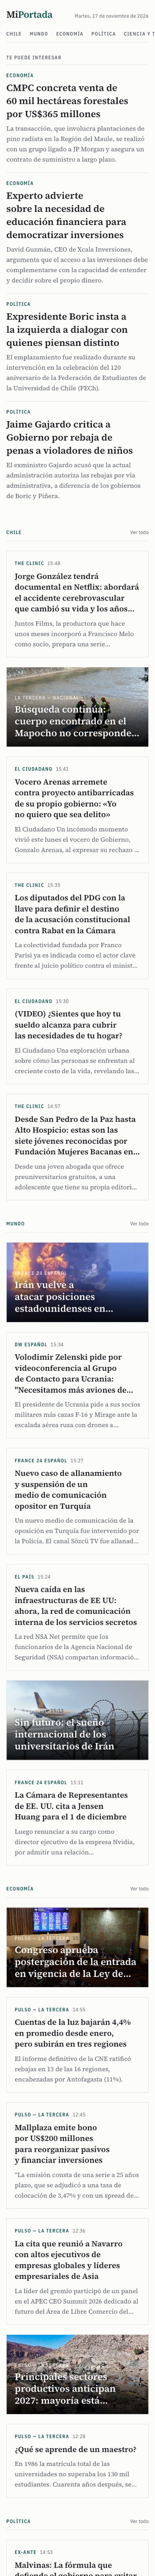 MiPortada
Martes, 17 de noviembre de 2026
CHILE MUNDO ECONOMÍA POLÍTICA CIENCIA Y T
TE PUEDE INTERESAR
ECONOMÍA
CMPC concreta venta de
60 mil hectáreas forestales
por US$365 millones
La transacción, que involucra plantaciones de
pino radiata en la Región del Maule, se acordó
con un grupo ligado a JP Morgan y asegura un
contrato de suministro a largo plazo.
ECONOMÍA
Experto advierte
sobre la necesidad de
educación financiera para
democratizar inversiones
David Guzmán, CEO de Xcala Inversiones,
argumenta que el acceso a las inversiones debe
complementarse con la capacidad de entender
y decidir sobre el propio dinero.
POLÍTICA
Expresidente Boric insta a
la izquierda a dialogar con
quienes piensan distinto
El emplazamiento fue realizado durante su
intervención en la celebración del 120
aniversario de la Federación de Estudiantes de
la Universidad de Chile (FECh).
POLÍTICA
Jaime Gajardo critica a
Gobierno por rebaja de
penas a violadores de niños
El exministro Gajardo acusó que la actual
administración autoriza las rebajas por vía
administrativa, a diferencia de los gobiernos
de Boric y Piñera.
CHILE
Ver todo
THE CLINIC 15:48
Jorge González tendrá
documental en Netflix: abordará
el accidente cerebrovascular
que cambió su vida y los años…
Juntos Films, la productora que hace
unos meses incorporó a Francisco Melo
como socio, prepara una serie…
LA TERCERA — NACIONAL
Búsqueda continúa:
cuerpo encontrado en el
Mapocho no corresponde…
EL CIUDADANO 15:41
Vocero Arenas arremete
contra proyecto antibarricadas
de su propio gobierno: «Yo
no quiero que sea delito»
El Ciudadano Un incómodo momento
vivió este lunes el vocero de Gobierno,
Gonzalo Arenas, al expresar su rechazo …
THE CLINIC 15:35
Los diputados del PDG con la
llave para definir el destino
de la acusación constitucional
contra Rabat en la Cámara
La colectividad fundada por Franco
Parisi ya es indicada como el actor clave
frente al juicio político contra el minist…
EL CIUDADANO 15:30
(VIDEO) ¿Sientes que hoy tu
sueldo alcanza para cubrir
las necesidades de tu hogar?
El Ciudadano Una exploración urbana
sobre cómo las personas se enfrentan al
creciente costo de la vida, revelando las…
THE CLINIC 14:57
Desde San Pedro de la Paz hasta
Alto Hospicio: estas son las
siete jóvenes reconocidas por
Fundación Mujeres Bacanas en…
Desde una joven abogada que ofrece
preuniversitarios gratuitos, a una
adolescente que tiene su propia editori…
MUNDO
Ver todo
Irán vuelve a
atacar posiciones
estadounidenses en…
DW ESPAÑOL 15:34
Volodimir Zelenski pide por
videoconferencia al Grupo
de Contacto para Ucrania:
"Necesitamos más aviones de…
El presidente de Ucrania pide a sus socios
militares más cazas F-16 y Mirage ante la
escalada aérea rusa con drones a…
FRANCE 24 ESPAÑOL 15:27
Nuevo caso de allanamiento
y suspensión de un
medio de comunicación
opositor en Turquía
Un nuevo medio de comunicación de la
oposición en Turquía fue intervenido por
la Policía. El canal Sözcü TV fue allanad…
EL PAÍS 15:24
Nueva caída en las
infraestructuras de EE UU:
ahora, la red de comunicación
interna de los servicios secretos
La red NSA Net permite que los
funcionarios de la Agencia Nacional de
Seguridad (NSA) compartan informació…
Sin futuro: el sueño
internacional de los
universitarios de Irán
FRANCE 24 ESPAÑOL 15:11
La Cámara de Representantes
de EE. UU. cita a Jensen
Huang para el 1 de diciembre
Luego renunciar a su cargo como
director ejecutivo de la empresa Nvidia,
por admitir una relación…
ECONOMÍA
Ver todo
Congreso aprueba
postergación de la entrada
en vigencia de la Ley de…
PULSO — LA TERCERA 14:55
Cuentas de la luz bajarán 4,4%
en promedio desde enero,
pero subirán en tres regiones
El informe definitivo de la CNE ratificó
rebajas en 13 de las 16 regiones,
encabezadas por Antofagasta (11%).
PULSO — LA TERCERA 12:45
Mallplaza emite bono
por US$200 millones
para reorganizar pasivos
y financiar inversiones
"La emisión consta de una serie a 25 años
plazo, que se adjudicó a una tasa de
colocación de 3,47% y con un spread de…
PULSO — LA TERCERA 12:36
La cita que reunió a Navarro
con altos ejecutivos de
empresas globales y líderes
empresariales de Asia
La líder del gremio participó de un panel
en el APEC CEO Summit 2026 dedicado al
futuro del Área de Libre Comercio del…
Principales sectores
productivos anticipan
2027: mayoría está…
PULSO — LA TERCERA 12:28
¿Qué se aprende de un maestro?
En 1986 la matrícula total de las
universidades no superaba los 130 mil
estudiantes. Cuarenta años después, se…
POLÍTICA
Ver todo
EX-ANTE 14:53
Malvinas: La fórmula que